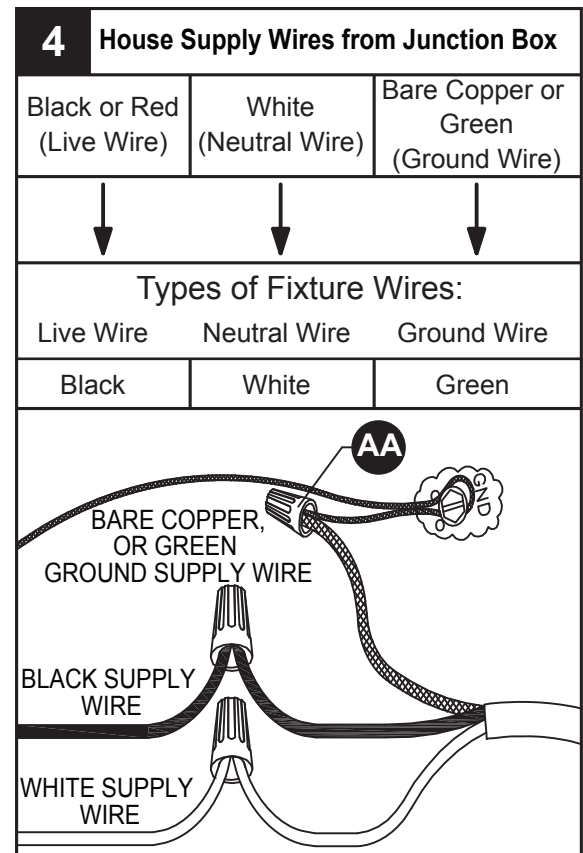 4 House Supply Wires from Junction Box
Black or Red
(Live Wire)
White
(Neutral Wire)
Bare Copper or
Green
(Ground Wire)
Types of Fixture Wires:
Live Wire Neutral Wire Ground Wire
Black White Green
AA
GND
BARE COPPER,
OR GREEN
GROUND SUPPLY WIRE
BLACK SUPPLY
WIRE
WHITE SUPPLY
WIRE